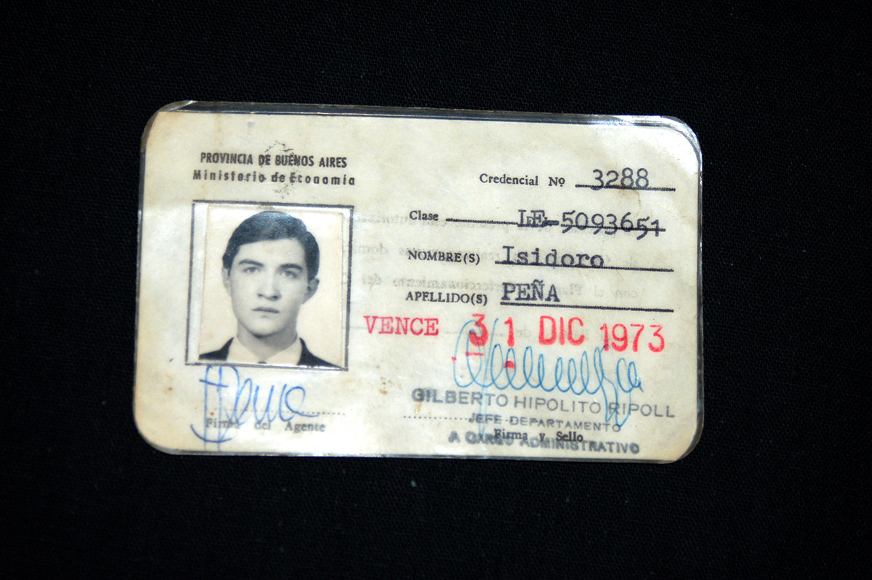 PROVINCIA DE BUENOS AIRES
Ministerio de Economía
Credencial Nº 3288
Clase LE 5093651
NOMBRE(S) Isidoro
APELLIDO(S) PEÑA
VENCE 31 DIC 1973
Firma del Agente
GILBERTO HIPOLITO RIPOLL
JEFE DEPARTAMENTO
Firma y Sello
A CARGO ADMINISTRATIVO